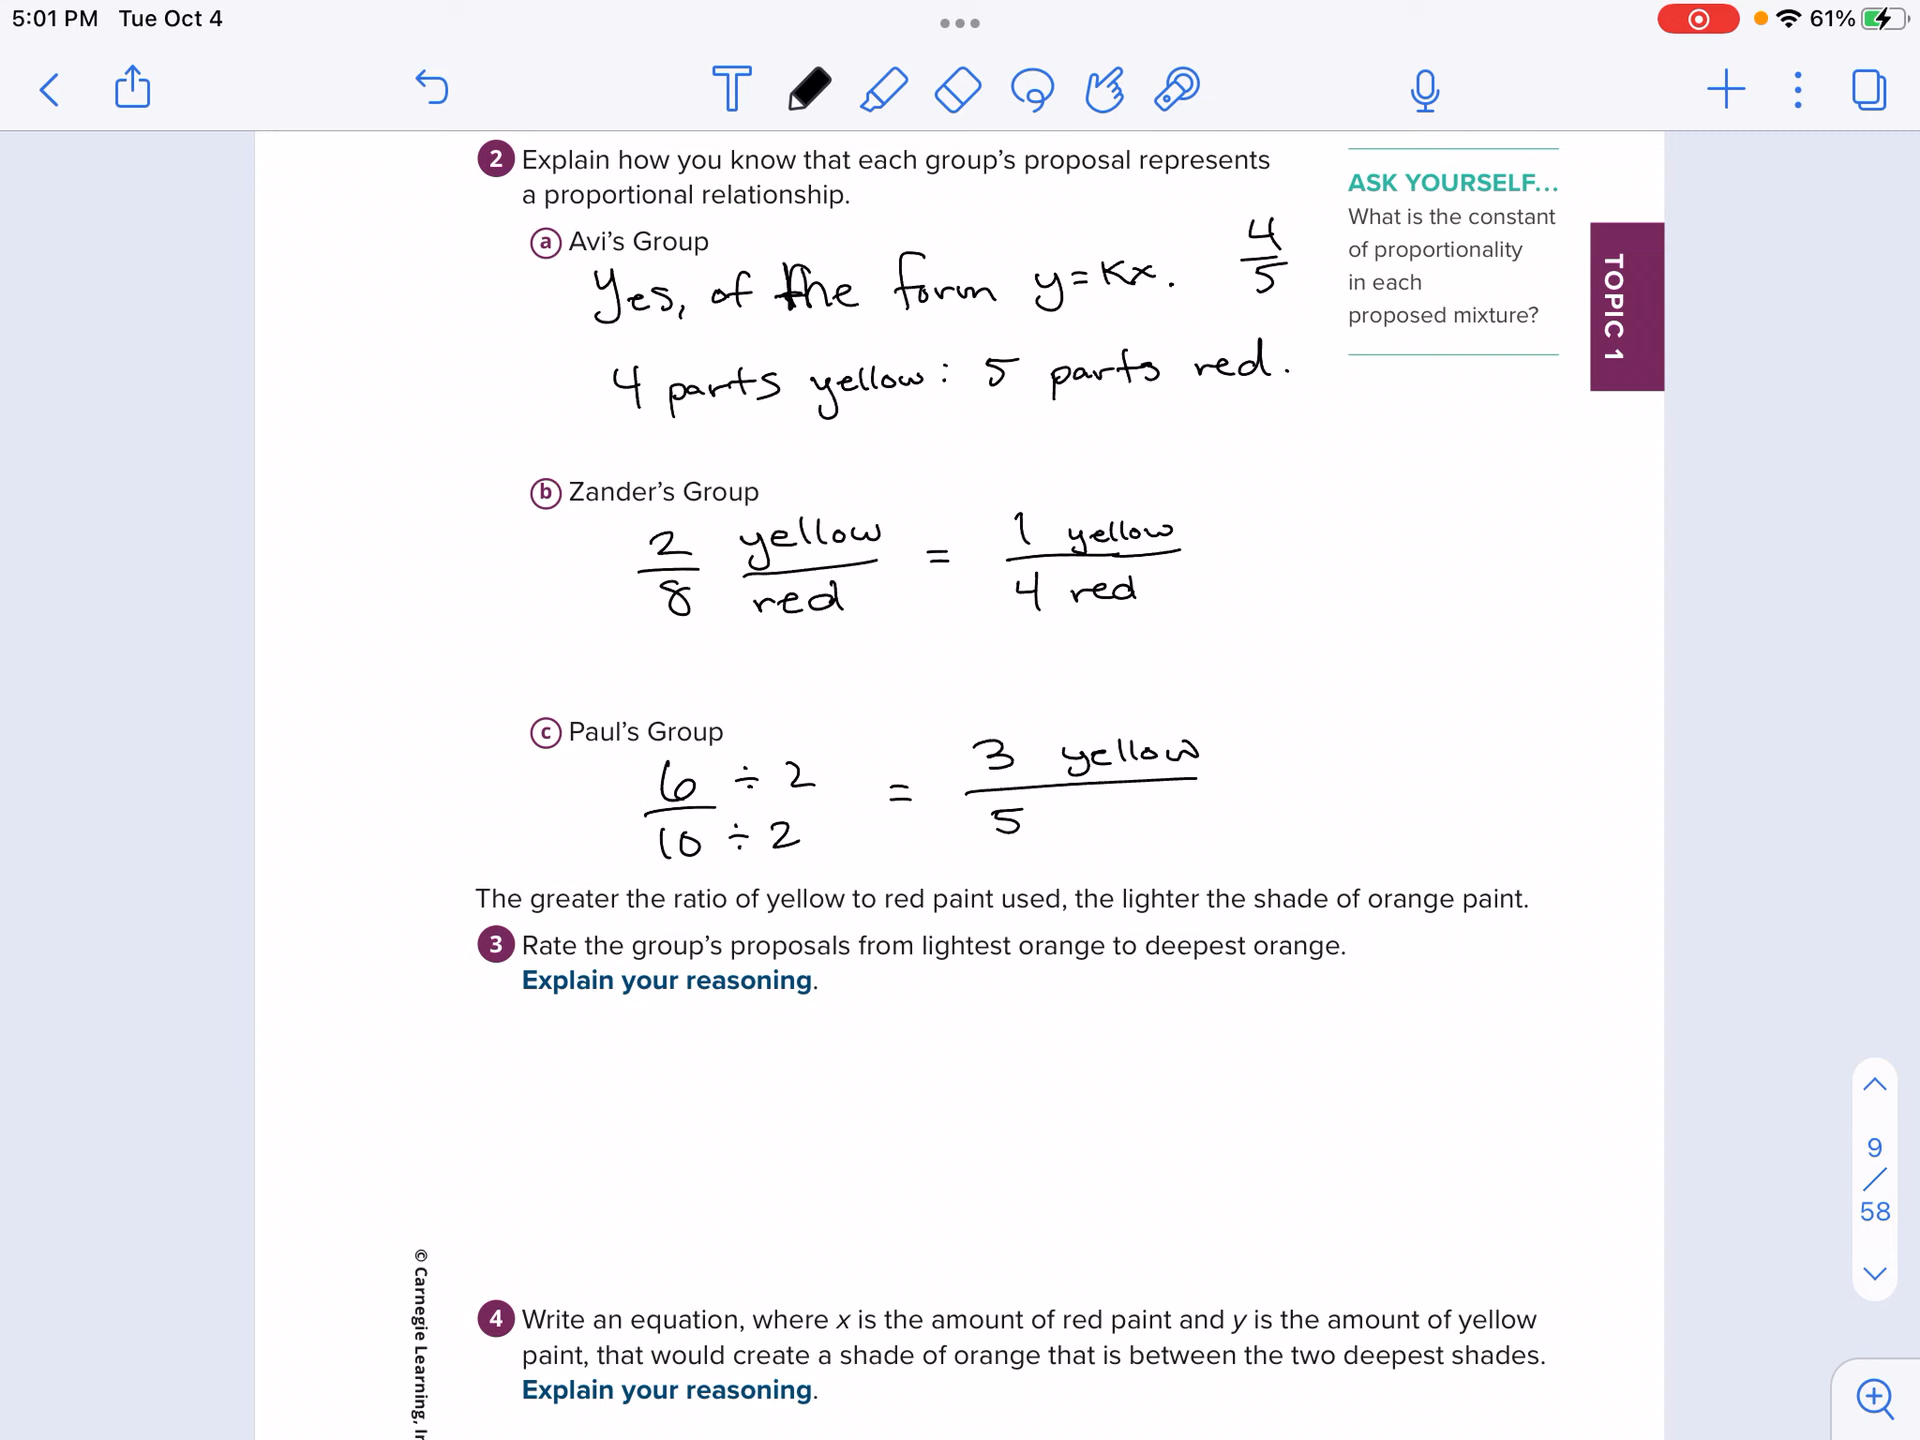 5:01 PM Tue Oct 4
61%
2 Explain how you know that each group's proposal represents
a proportional relationship.
a Avi's Group
Yes, of the form y=kx. 4/5
4 parts yellow: 5 parts red.
ASK YOURSELF...
What is the constant
of proportionality
in each
proposed mixture?
TOPIC 1
b Zander's Group
2/8 yellow/red = 1 yellow/4 red
c Paul's Group
6 ÷ 2/10 ÷ 2 = 3 yellow/5
The greater the ratio of yellow to red paint used, the lighter the shade of orange paint.
3 Rate the group's proposals from lightest orange to deepest orange.
Explain your reasoning.
9
/
58
4 Write an equation, where x is the amount of red paint and y is the amount of yellow
paint, that would create a shade of orange that is between the two deepest shades.
Explain your reasoning.
© Carnegie Learning, I